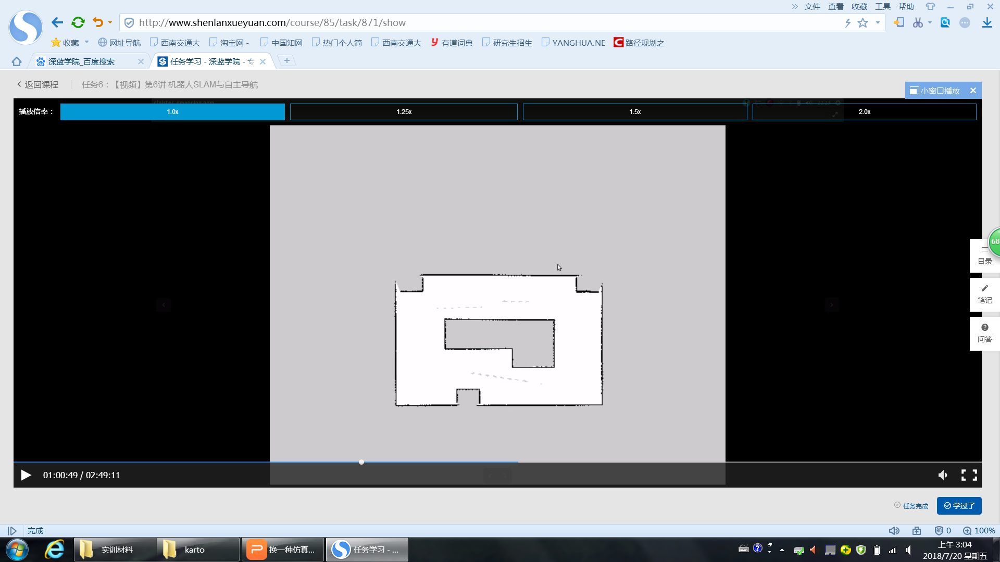 文件 查看 收藏 工具 帮助
http://www.shenlanxueyuan.com/course/85/task/871/show
收藏 网址导航 西南交通大 淘宝网 - 中国知网 热门个人简 西南交通大 有道词典 研究生招生 YANGHUA.NE 路径规划之
深蓝学院_百度搜索 任务学习 - 深蓝学院 - 专
返回课程 任务6：【视频】第6讲 机器人SLAM与自主导航
小窗口播放
播放倍率： 1.0x 1.25x 1.5x 2.0x
68
目录
笔记
问答
01:00:49 / 02:49:11
任务完成 学过了
完成 0 100%
实训材料 karto 换一种仿真... 任务学习 - ...
上午 3:04
2018/7/20 星期五